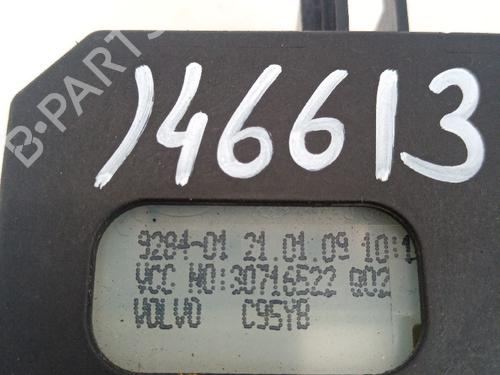 B-PARTS
146613
9284-01 21.01.09 10:1
VCC NO:30716522 002
VOLVO C95YB